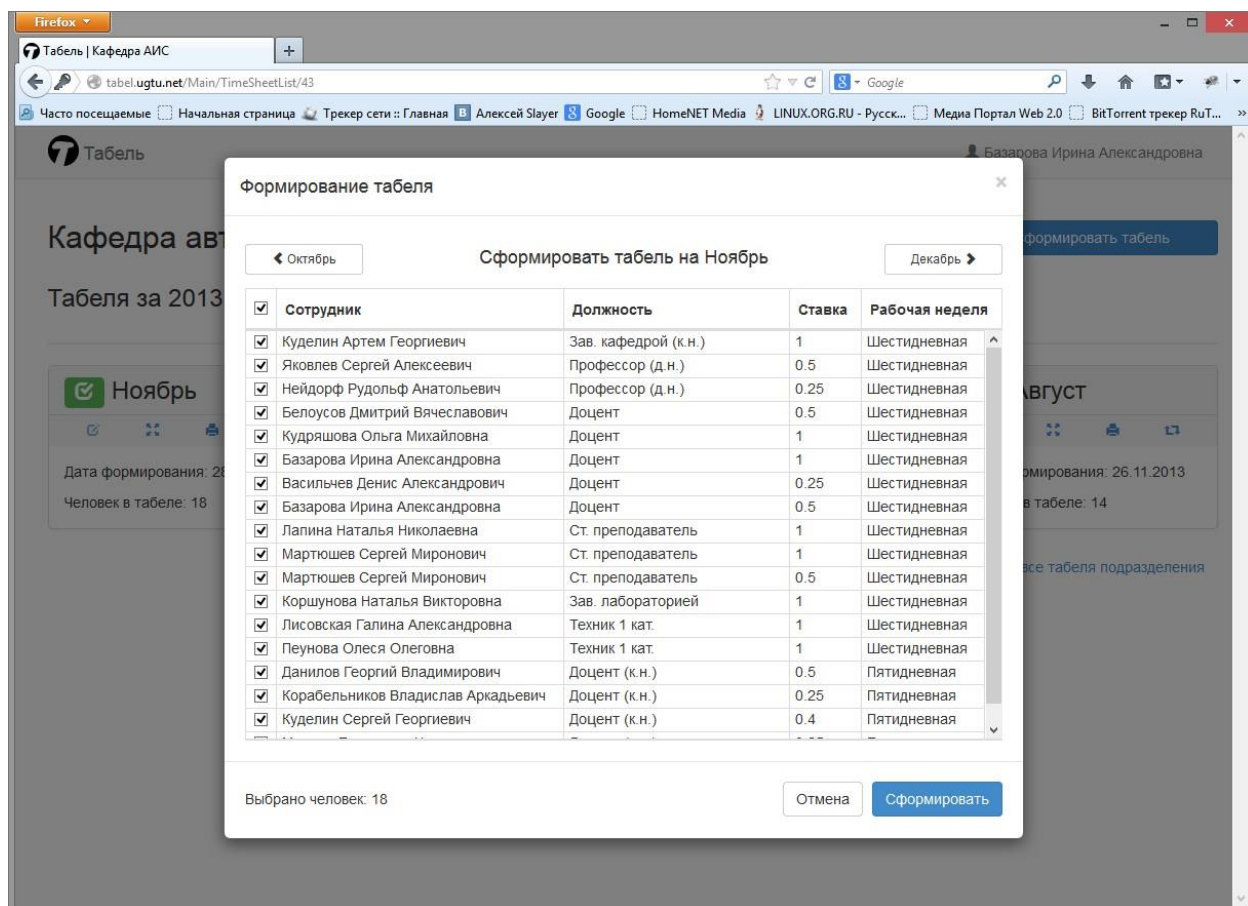 Firefox
Табель | Кафедра АИС
tabel.ugtu.net/Main/TimeSheetList/43
Google
Часто посещаемые Начальная страница Трекер сети :: Главная Алексей Slayer Google HomeNET Media LINUX.ORG.RU - Русск... Медиа Портал Web 2.0 BitTorrent трекер RuT... »
Табель Базарова Ирина Александровна
Формирование табеля ×
Кафедра авт формировать табель
Октябрь Сформировать табель на Ноябрь Декабрь
Табеля за 2013
Сотрудник Должность Ставка Рабочая неделя
Куделин Артем Георгиевич Зав. кафедрой (к.н.) 1 Шестидневная
Яковлев Сергей Алексеевич Профессор (д.н.) 0.5 Шестидневная
Нейдорф Рудольф Анатольевич Профессор (д.н.) 0.25 Шестидневная
Белоусов Дмитрий Вячеславович Доцент 0.5 Шестидневная
Кудряшова Ольга Михайловна Доцент 1 Шестидневная
Базарова Ирина Александровна Доцент 1 Шестидневная
Васильчев Денис Александрович Доцент 0.25 Шестидневная
Базарова Ирина Александровна Доцент 0.5 Шестидневная
Лапина Наталья Николаевна Ст. преподаватель 1 Шестидневная
Мартюшев Сергей Миронович Ст. преподаватель 1 Шестидневная
Мартюшев Сергей Миронович Ст. преподаватель 0.5 Шестидневная
Коршунова Наталья Викторовна Зав. лабораторией 1 Шестидневная
Лисовская Галина Александровна Техник 1 кат. 1 Шестидневная
Пеунова Олеся Олеговна Техник 1 кат. 1 Шестидневная
Данилов Георгий Владимирович Доцент (к.н.) 0.5 Пятидневная
Корабельников Владислав Аркадьевич Доцент (к.н.) 0.25 Пятидневная
Куделин Сергей Георгиевич Доцент (к.н.) 0.4 Пятидневная
Ноябрь
Дата формирования: 28
Человек в табеле: 18
Август
рмирования: 26.11.2013
в табеле: 14
все табеля подразделения
Выбрано человек: 18 Отмена Сформировать